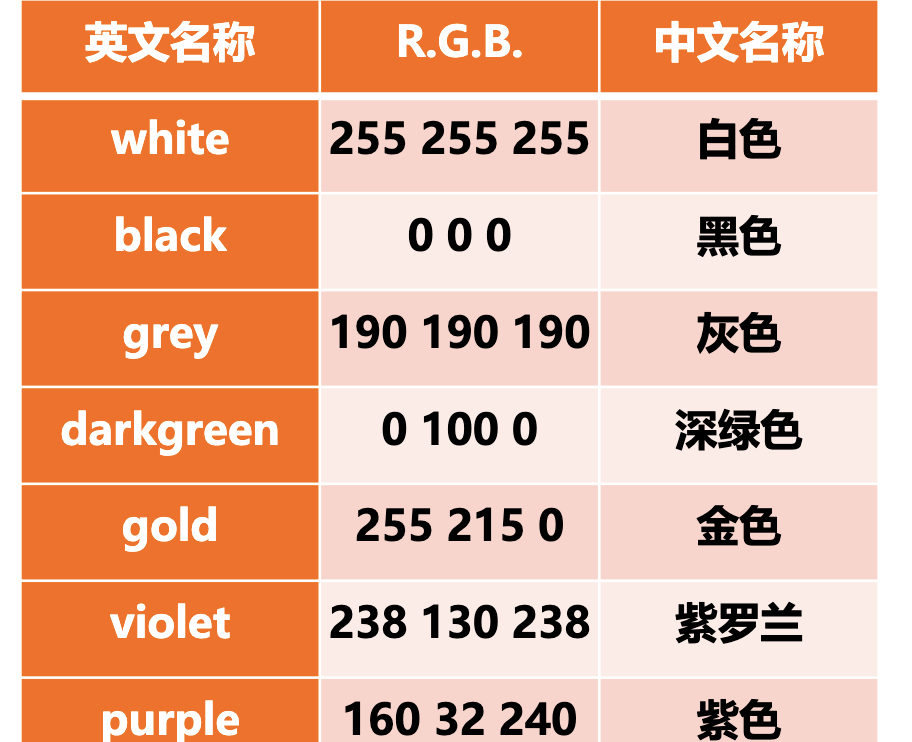 英文名称 R.G.B. 中文名称
white 255 255 255 白色
black 0 0 0 黑色
grey 190 190 190 灰色
darkgreen 0 100 0 深绿色
gold 255 215 0 金色
violet 238 130 238 紫罗兰
purple 160 32 240 紫色